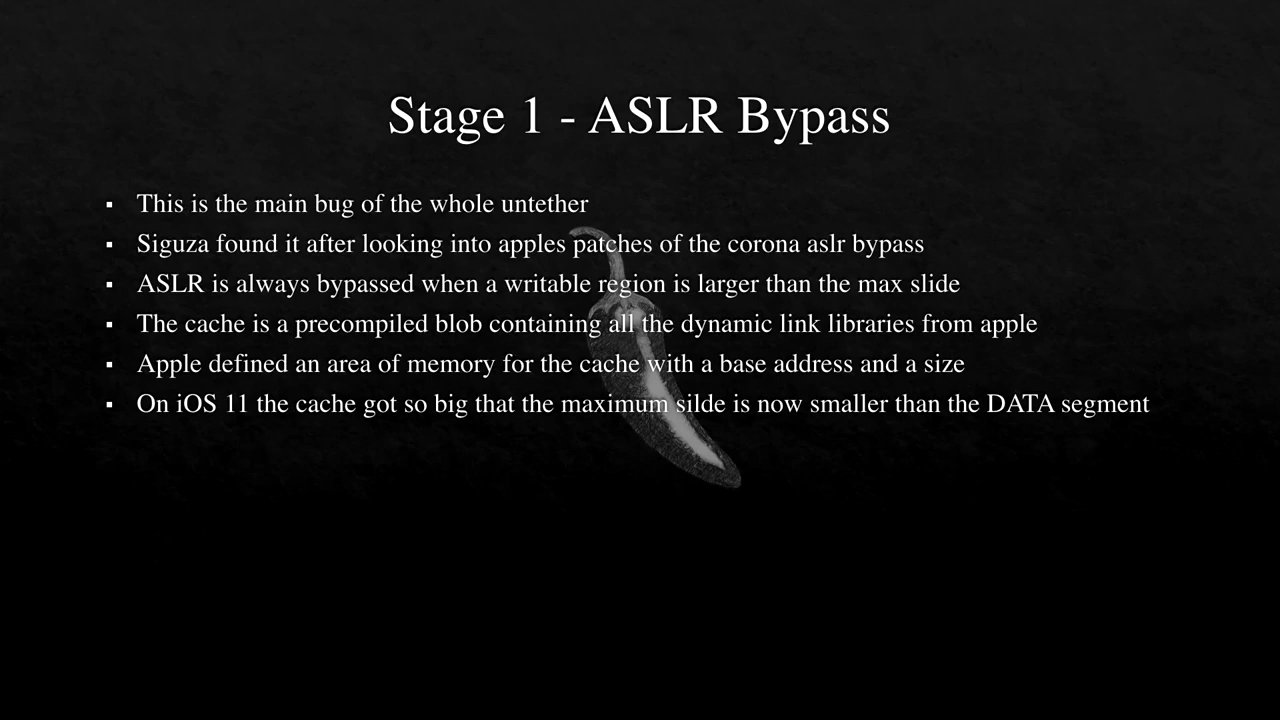 Stage 1 - ASLR Bypass
▪ This is the main bug of the whole untether
▪ Siguza found it after looking into apples patches of the corona aslr bypass
▪ ASLR is always bypassed when a writable region is larger than the max slide
▪ The cache is a precompiled blob containing all the dynamic link libraries from apple
▪ Apple defined an area of memory for the cache with a base address and a size
▪ On iOS 11 the cache got so big that the maximum silde is now smaller than the DATA segment